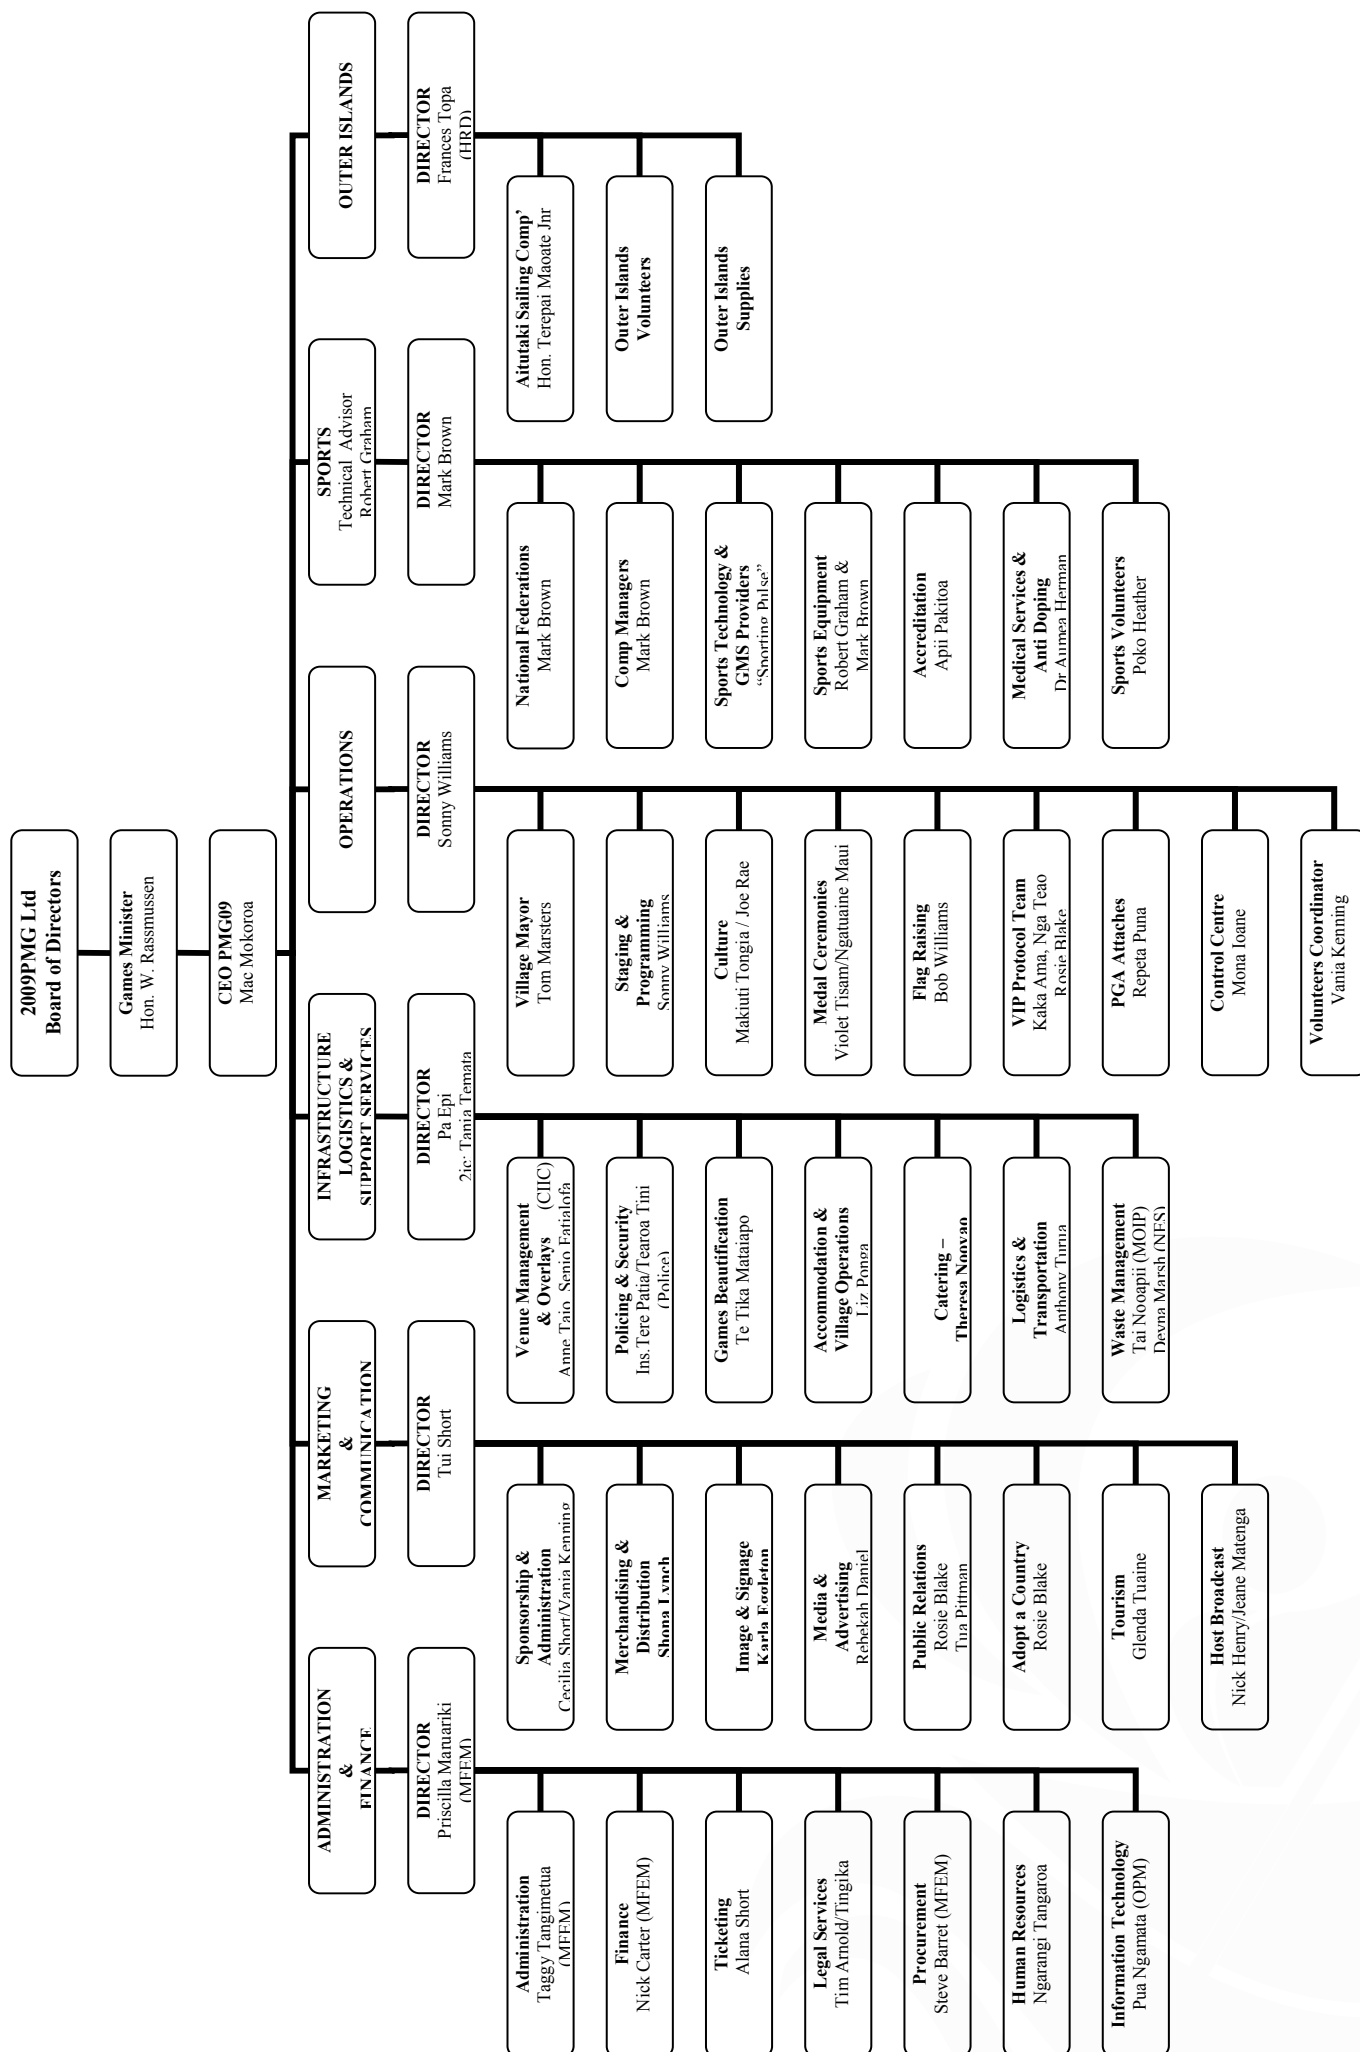 2009PMG Ltd
Board of Directors
Games Minister
Hon. W. Rassmussen
CEO PMG09
Mac Mokoroa
ADMINISTRATION
&
FINANCE
DIRECTOR
Priscilla Maruariki
(MFEM)
Administration
Taggy Tangimetua
(MFEM)
Finance
Nick Carter (MFEM)
Ticketing
Alana Short
Legal Services
Tim Arnold/Tingika
Procurement
Steve Barret (MFEM)
Human Resources
Ngarangi Tangaroa
Information Technology
Pua Ngamata (OPM)
MARKETING
&
COMMUNICATION
DIRECTOR
Tui Short
Sponsorship &
Administration
Cecilia Short/Vania Kenning
Merchandising &
Distribution
Shona Lynch
Image & Signage
Karla Eggleton
Media &
Advertising
Rebekah Daniel
Public Relations
Rosie Blake
Tua Pittman
Adopt a Country
Rosie Blake
Tourism
Glenda Tuaine
Host Broadcast
Nick Henry/Jeane Matenga
INFRASTRUCTURE
LOGISTICS &
SUPPORT SERVICES
DIRECTOR
Pa Epi
2ic: Tania Temata
Venue Management
& Overlays (CIIC)
Anne Taio, Senio Fatialofa
Policing & Security
Ins.Tere Patia/Tearoa Tini
(Police)
Games Beautification
Te Tika Mataiapo
Accommodation &
Village Operations
Liz Ponga
Catering –
Theresa Nooyao
Logistics &
Transportation
Anthony Turua
Waste Management
Tai Nooapii (MOIP)
Deyna Marsh (NES)
OPERATIONS
DIRECTOR
Sonny Williams
Village Mayor
Tom Marsters
Staging &
Programming
Sonny Williams
Culture
Makiuti Tongia / Joe Rae
Medal Ceremonies
Violet Tisam/Ngatuaine Maui
Flag Raising
Bob Williams
VIP Protocol Team
Kaka Ama, Nga Teao
Rosie Blake
PGA Attaches
Repeta Puna
Control Centre
Mona Ioane
Volunteers Coordinator
Vania Kenning
SPORTS
Technical Advisor
Robert Graham
DIRECTOR
Mark Brown
National Federations
Mark Brown
Comp Managers
Mark Brown
Sports Technology &
GMS Providers
“Sporting Pulse”
Sports Equipment
Robert Graham &
Mark Brown
Accreditation
Apii Pakitoa
Medical Services &
Anti Doping
Dr Aumea Herman
Sports Volunteers
Poko Heather
OUTER ISLANDS
DIRECTOR
Frances Topa
(HRD)
Aitutaki Sailing Comp’
Hon. Terepai Maoate Jnr
Outer Islands
Volunteers
Outer Islands
Supplies